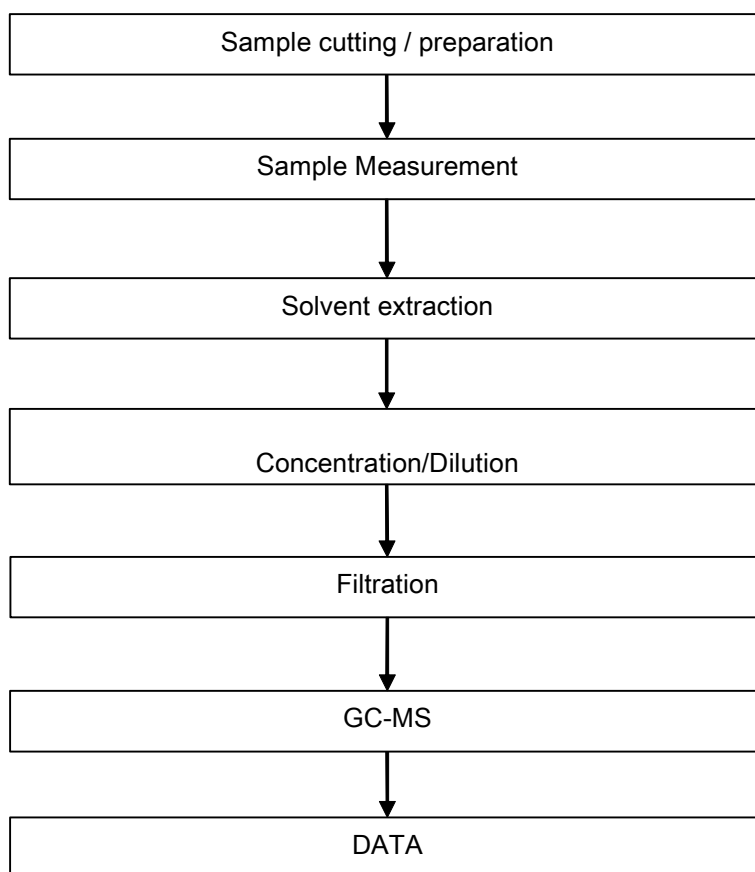 Sample cutting / preparation
Sample Measurement
Solvent extraction
Concentration/Dilution
Filtration
GC-MS
DATA